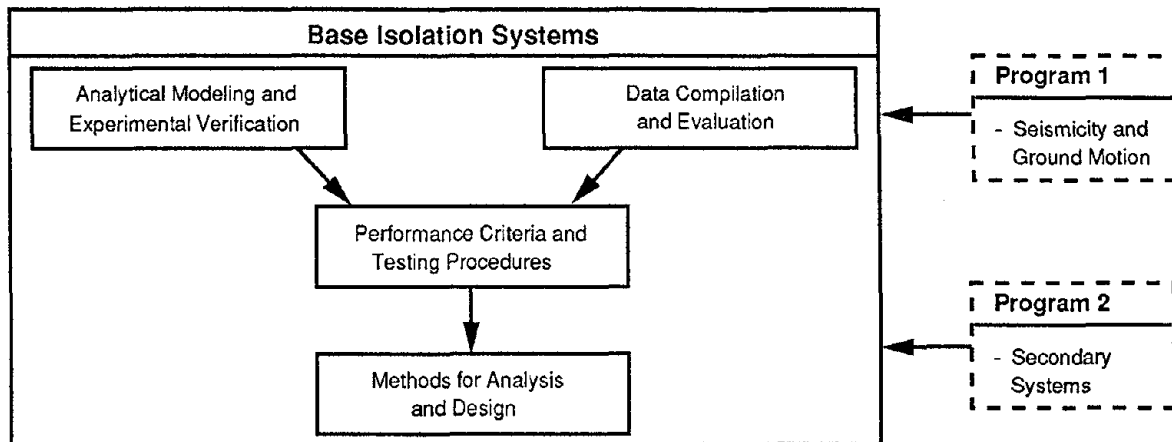 Base Isolation Systems
Analytical Modeling and
Experimental Verification
Data Compilation
and Evaluation
Performance Criteria and
Testing Procedures
Methods for Analysis
and Design
Program 1
- Seismicity and
Ground Motion
Program 2
- Secondary
Systems